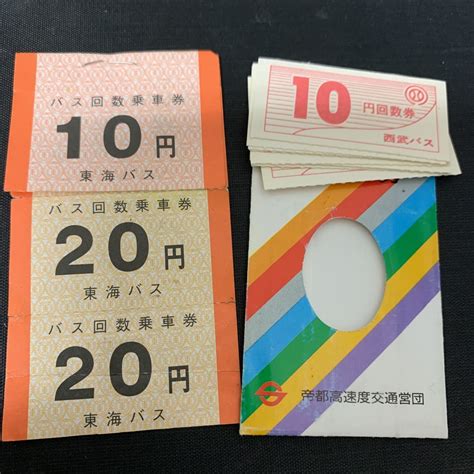 バス回数乗車券
10円
東海バス
バス回数乗車券
20円
東海バス
バス回数乗車券
20円
東海バス
10円回数券
西武バス
帝都高速度交通営団